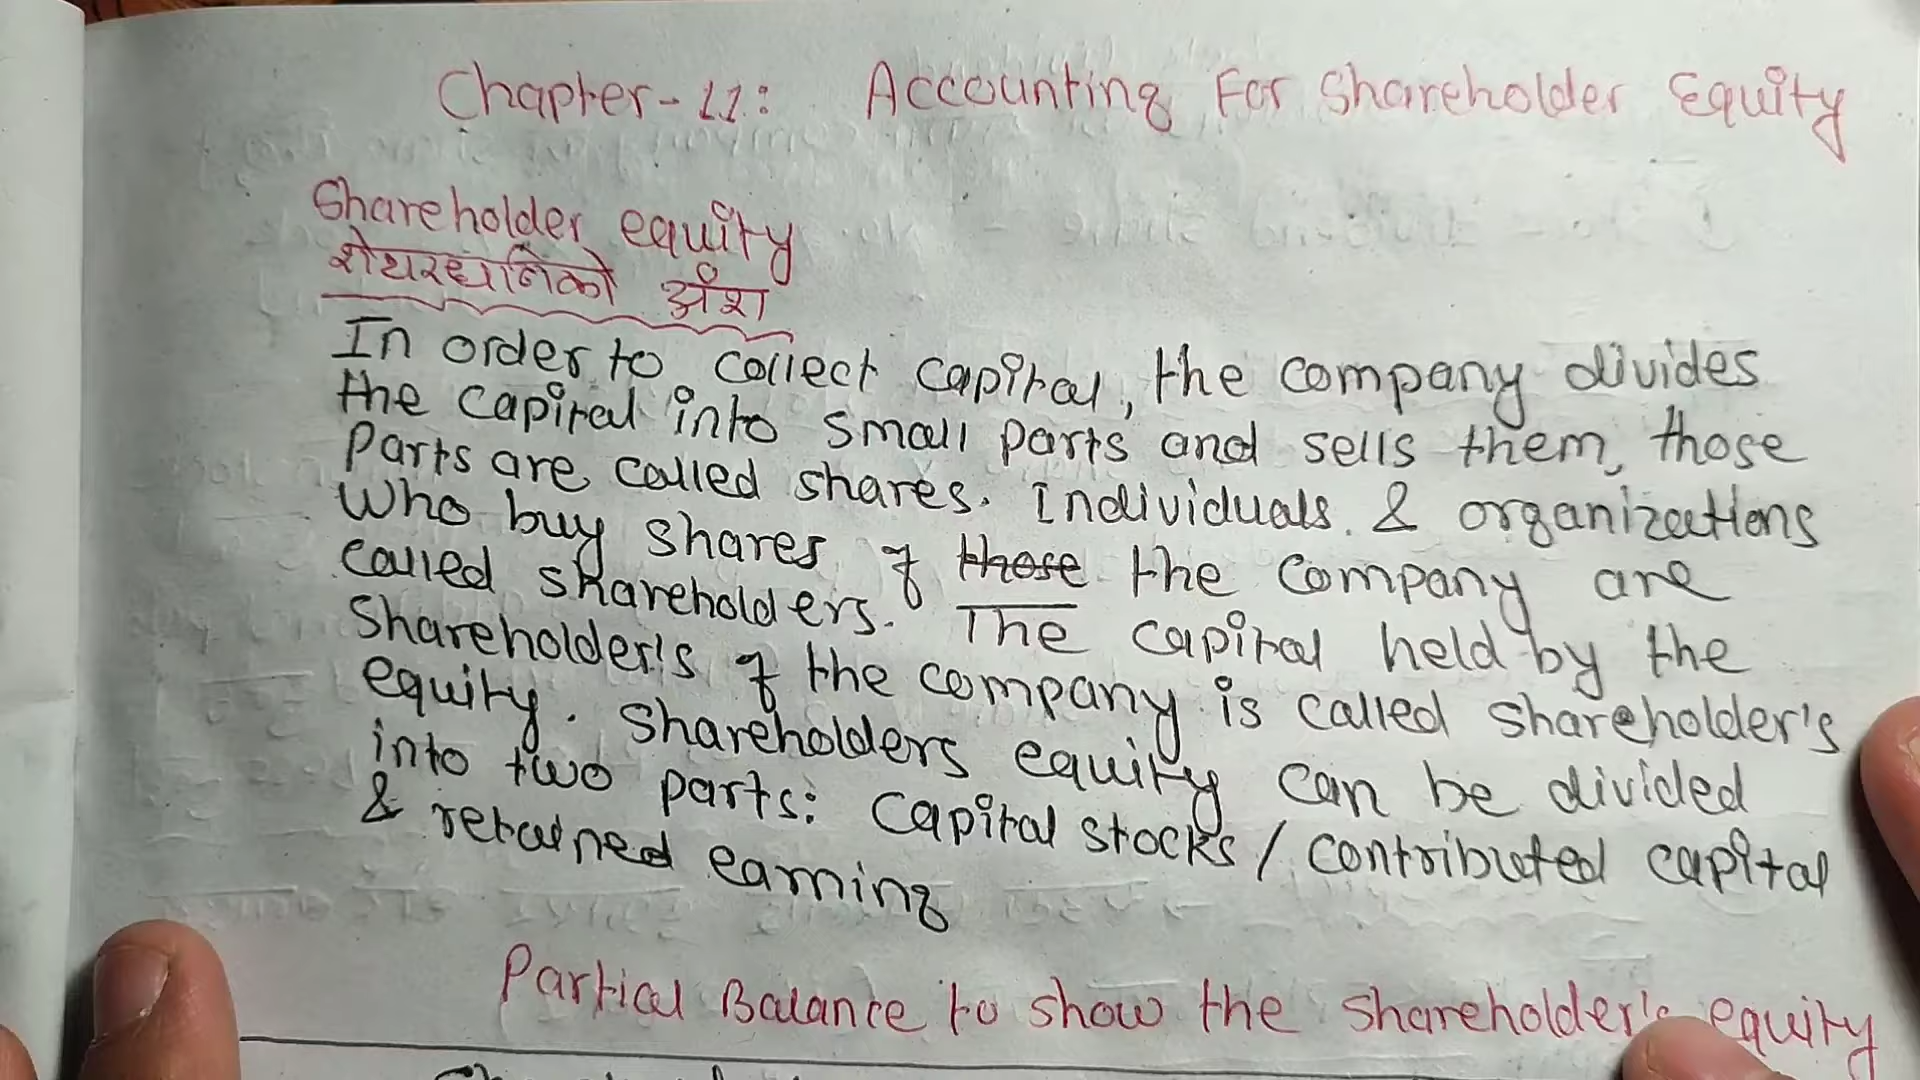 Chapter-11: Accounting For Shareholder Equity
Shareholder equity
शेयरधनिको अंश
In order to collect capital, the company divides
the capital into small parts and sells them, those
parts are called shares. Individuals & organizations
who buy shares of those the company are
called shareholders. The capital held by the
shareholder's of the company is called shareholder's
equity. shareholders equity can be divided
into two parts: capital stocks / contributed capital
& retained earning
Partial Balance to show the shareholder's equity